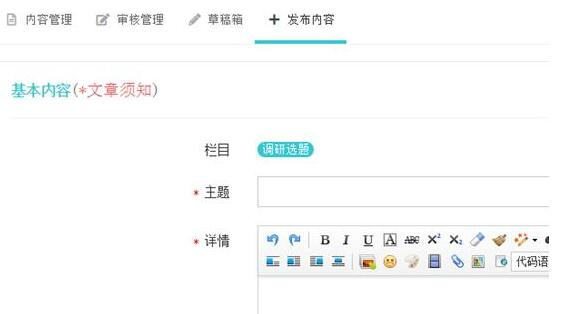 内容管理 审核管理 草稿箱 发布内容
基本内容(*文章须知)
栏目 调研选题
* 主题
* 详情 B I U A ABC X² X₂
代码语